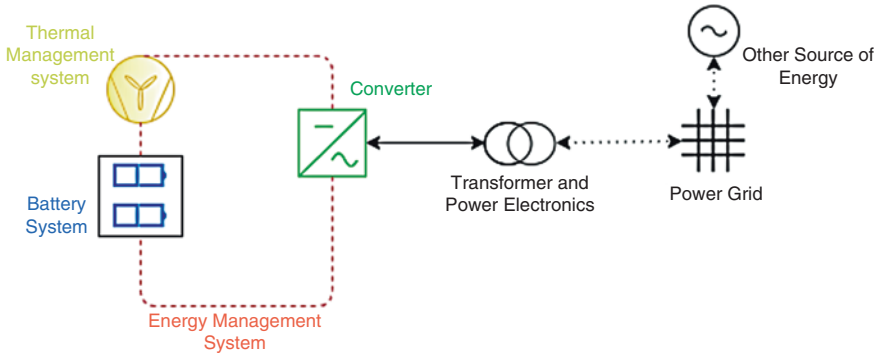 Thermal
Management
system
Converter
Other Source of
Energy
Battery
System
Transformer and
Power Electronics
Power Grid
Energy Management
System